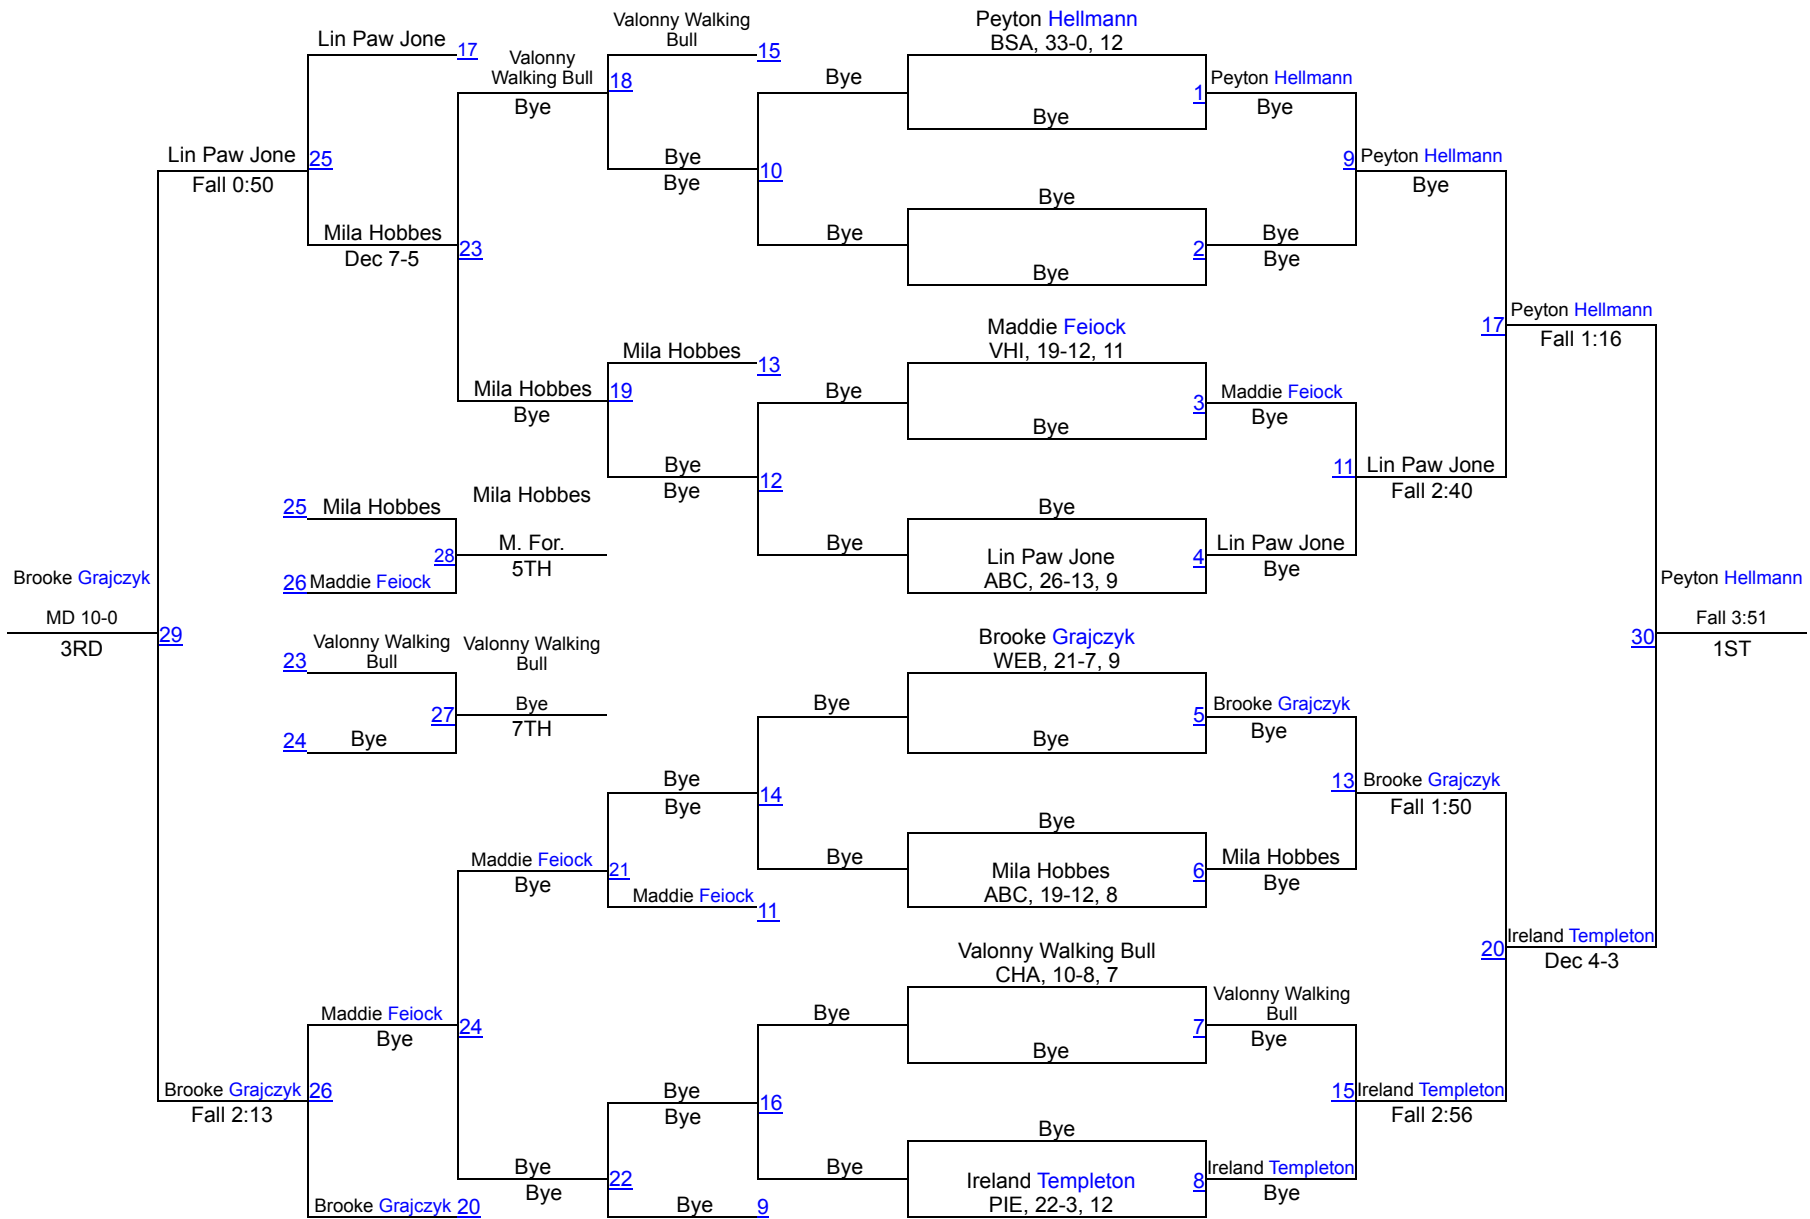 Lin Paw Jone 17
Lin Paw Jone 25
Fall 0:50
Mila Hobbes
Dec 7-5
23
Valonny
Walking Bull
Bye
18
Valonny Walking
Bull
15
Bye
Bye
10
Mila Hobbes
Bye
19
Mila Hobbes
13
Bye
Bye
12
25 Mila Hobbes
26 Maddie Feiock
28
Mila Hobbes
M. For.
5TH
Brooke Grajczyk
MD 10-0
3RD
29
23
Valonny Walking
Bull
24 Bye
27
Valonny Walking
Bull
Bye
7TH
Bye
Bye
14
Maddie Feiock
Bye
21
Maddie Feiock 11
Maddie Feiock
Bye
24
Brooke Grajczyk 26
Fall 2:13
Bye
Bye
16
Bye
Bye
22
Bye 9
Brooke Grajczyk 20
Bye
Peyton Hellmann
BSA, 33-0, 12
Bye
1
Peyton Hellmann
Bye
Bye
Bye
Bye
2
Bye
Bye
9
Peyton Hellmann
Bye
Bye
Maddie Feiock
VHI, 19-12, 11
Bye
3
Maddie Feiock
Bye
Bye
Bye
Lin Paw Jone
ABC, 26-13, 9
4
Lin Paw Jone
Bye
11
Lin Paw Jone
Fall 2:40
17
Peyton Hellmann
Fall 1:16
Bye
Brooke Grajczyk
WEB, 21-7, 9
Bye
5
Brooke Grajczyk
Bye
Bye
Bye
Mila Hobbes
ABC, 19-12, 8
6
Mila Hobbes
Bye
13
Brooke Grajczyk
Fall 1:50
Bye
Valonny Walking Bull
CHA, 10-8, 7
Bye
7
Valonny Walking
Bull
Bye
Bye
Bye
Ireland Templeton
PIE, 22-3, 12
8
Ireland Templeton
Bye
15
Ireland Templeton
Fall 2:56
20
Ireland Templeton
Dec 4-3
30
Peyton Hellmann
Fall 3:51
1ST